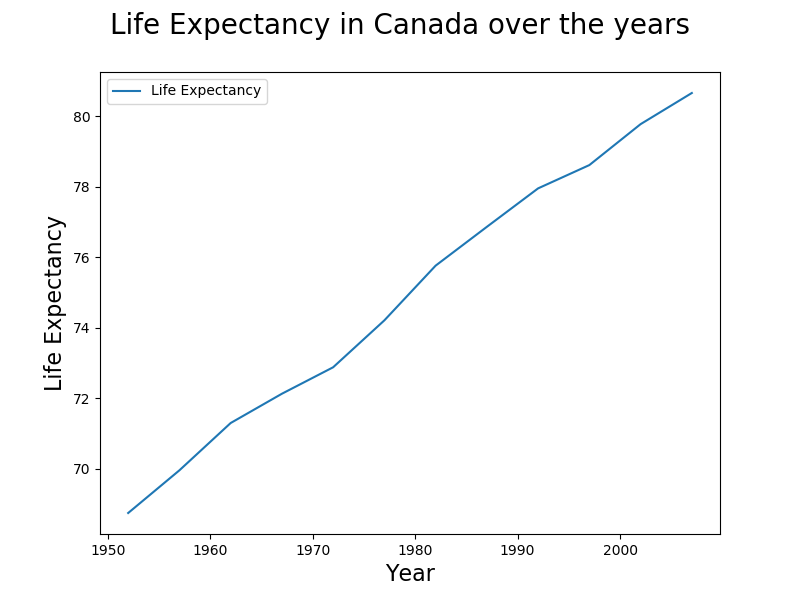 Life Expectancy in Canada over the years
Life Expectancy
Life Expectancy
80
78
76
74
72
70
1950 1960 1970 1980 1990 2000
Year